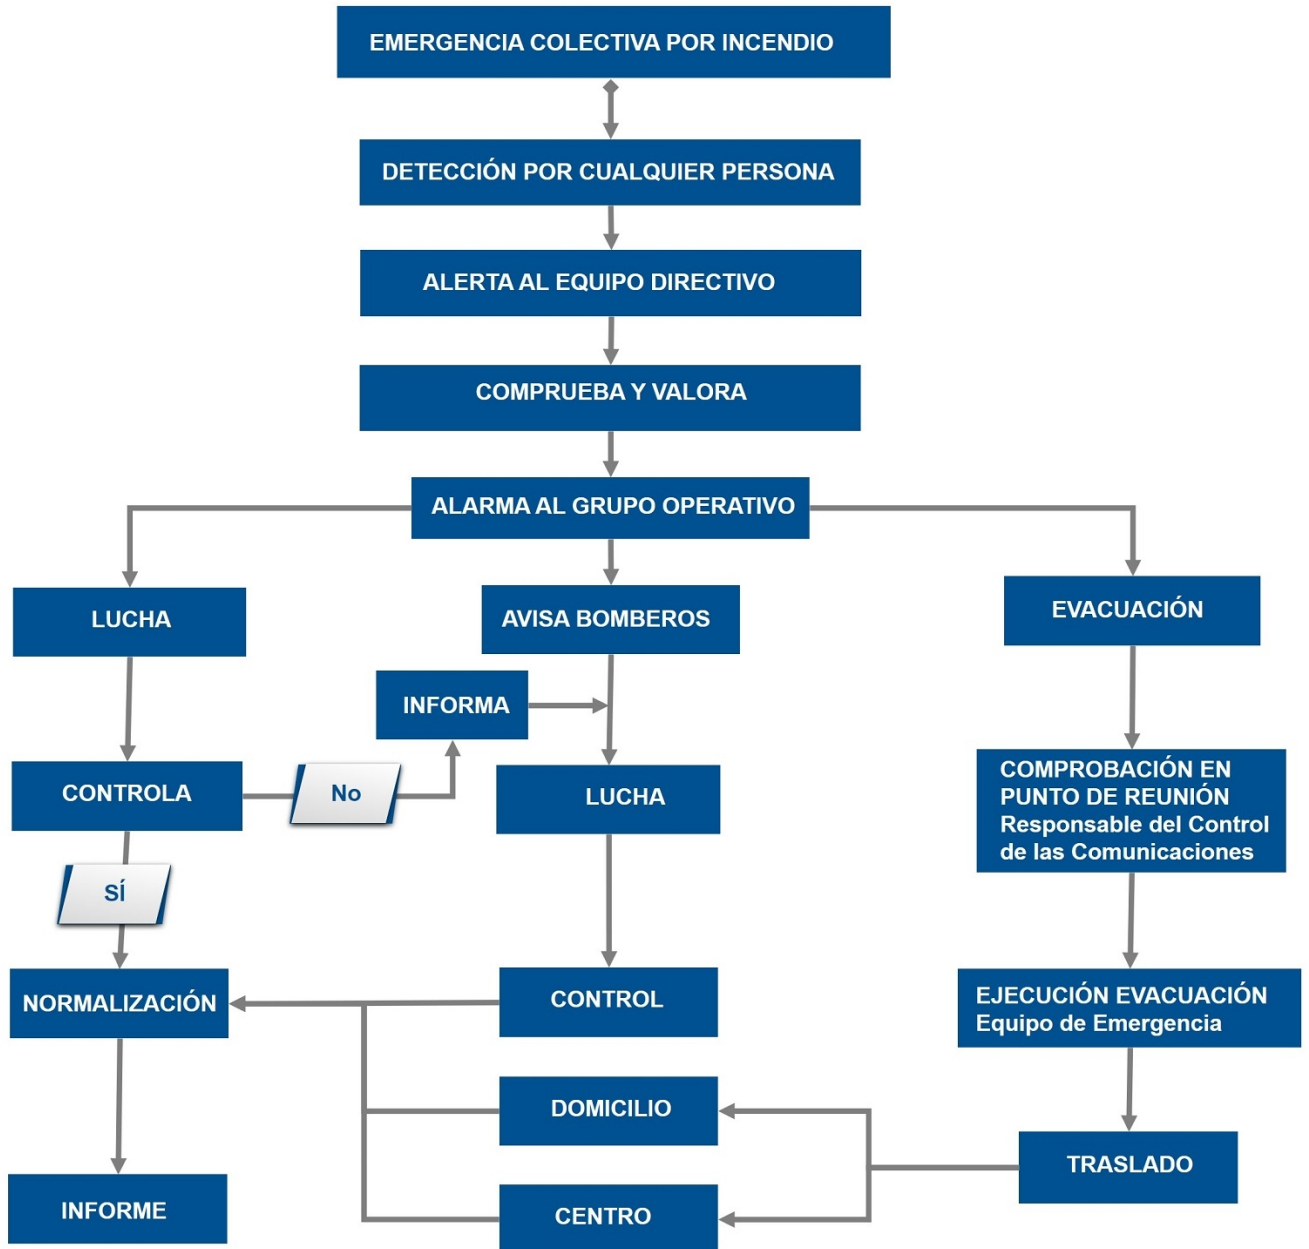 EMERGENCIA COLECTIVA POR INCENDIO
DETECCIÓN POR CUALQUIER PERSONA
ALERTA AL EQUIPO DIRECTIVO
COMPRUEBA Y VALORA
ALARMA AL GRUPO OPERATIVO
LUCHA
AVISA BOMBEROS
EVACUACIÓN
INFORMA
CONTROLA
No
LUCHA
COMPROBACIÓN EN
PUNTO DE REUNIÓN
Responsable del Control
de las Comunicaciones
SÍ
NORMALIZACIÓN
CONTROL
EJECUCIÓN EVACUACIÓN
Equipo de Emergencia
DOMICILIO
TRASLADO
INFORME
CENTRO